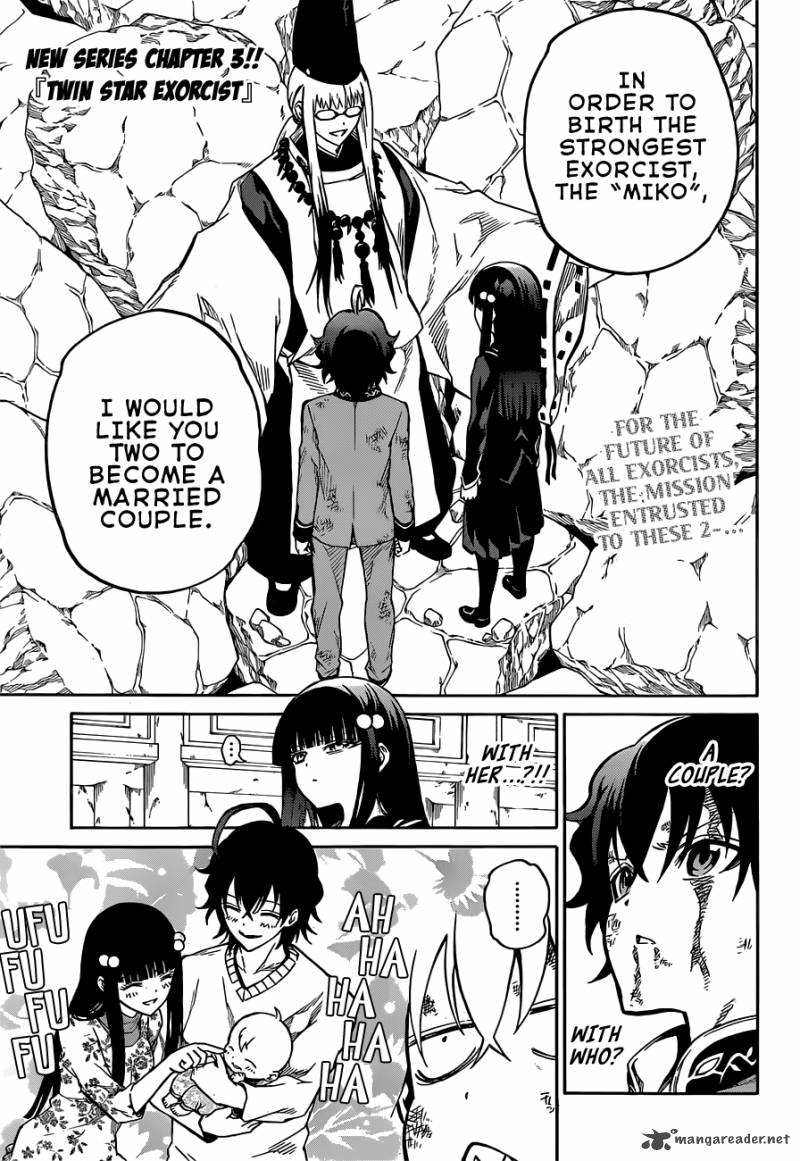 NEW SERIES CHAPTER 3!!
『TWIN STAR EXORCIST』
IN
ORDER TO
BIRTH THE
STRONGEST
EXORCIST,
THE "MIKO",
I WOULD
LIKE YOU
TWO TO
BECOME A
MARRIED
COUPLE.
FOR THE
FUTURE OF
ALL EXORCISTS,
THE MISSION
ENTRUSTED
TO THESE 2~...
A
COUPLE?
WITH
WHO?
WITH
HER...?!!
...
......
AH
HA
HA
HA
HA
UFU
FU
FU
FU
mangareader.net